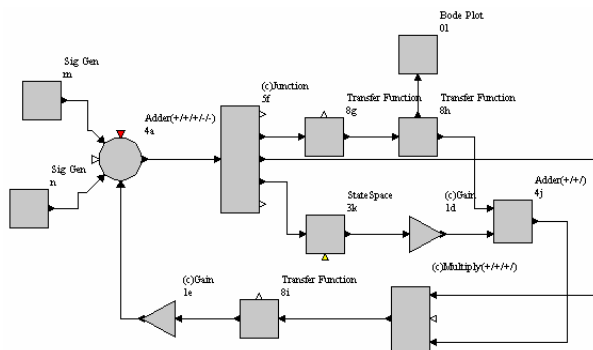 Bode Plot
01
Sig Gen
m
(c)Junction
5f
Transfer Function
8g
Transfer Function
8h
Adder(+/+/+/-/-)
4a
Sig Gen
n
StateSpace
3k
(c)Gain
1d
Adder(+/+/)
4j
(c)Multiply(+/+/+/)
(c)Gain
1e
Transfer Function
8i